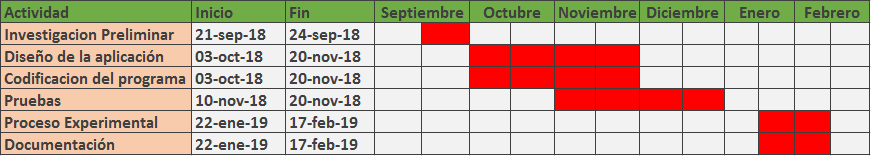 Actividad Inicio Fin Septiembre Octubre Noviembre Diciembre Enero Febrero
Investigacion Preliminar 21-sep-18 24-sep-18
Diseño de la aplicación 03-oct-18 20-nov-18
Codificacion del programa 03-oct-18 20-nov-18
Pruebas 10-nov-18 20-nov-18
Proceso Experimental 22-ene-19 17-feb-19
Documentación 22-ene-19 17-feb-19